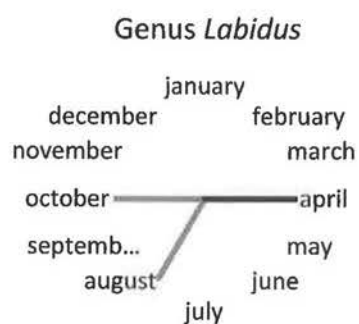 Genus Labidus
january
december february
november march
october april
septemb... may
august june
july